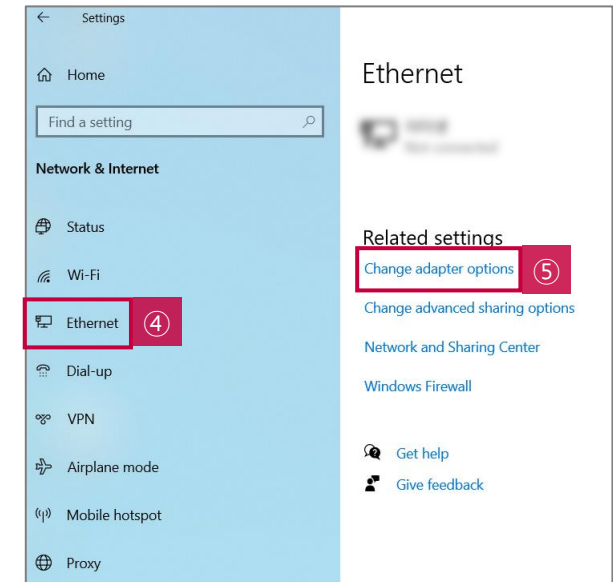 Settings
Home
Find a setting
Network & Internet
Status
Wi-Fi
Ethernet
④
Dial-up
VPN
Airplane mode
Mobile hotspot
Proxy
Ethernet
Not connected
Related settings
Change adapter options
⑤
Change advanced sharing options
Network and Sharing Center
Windows Firewall
Get help
Give feedback